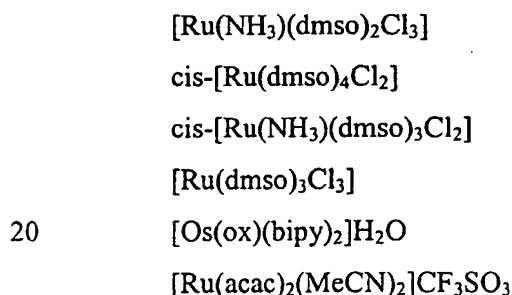 [Ru(NH₃)(dmso)₂Cl₃]
cis-[Ru(dmso)₄Cl₂]
cis-[Ru(NH₃)(dmso)₃Cl₂]
[Ru(dmso)₃Cl₃]
20 [Os(ox)(bipy)₂]H₂O
[Ru(acac)₂(MeCN)₂]CF₃SO₃